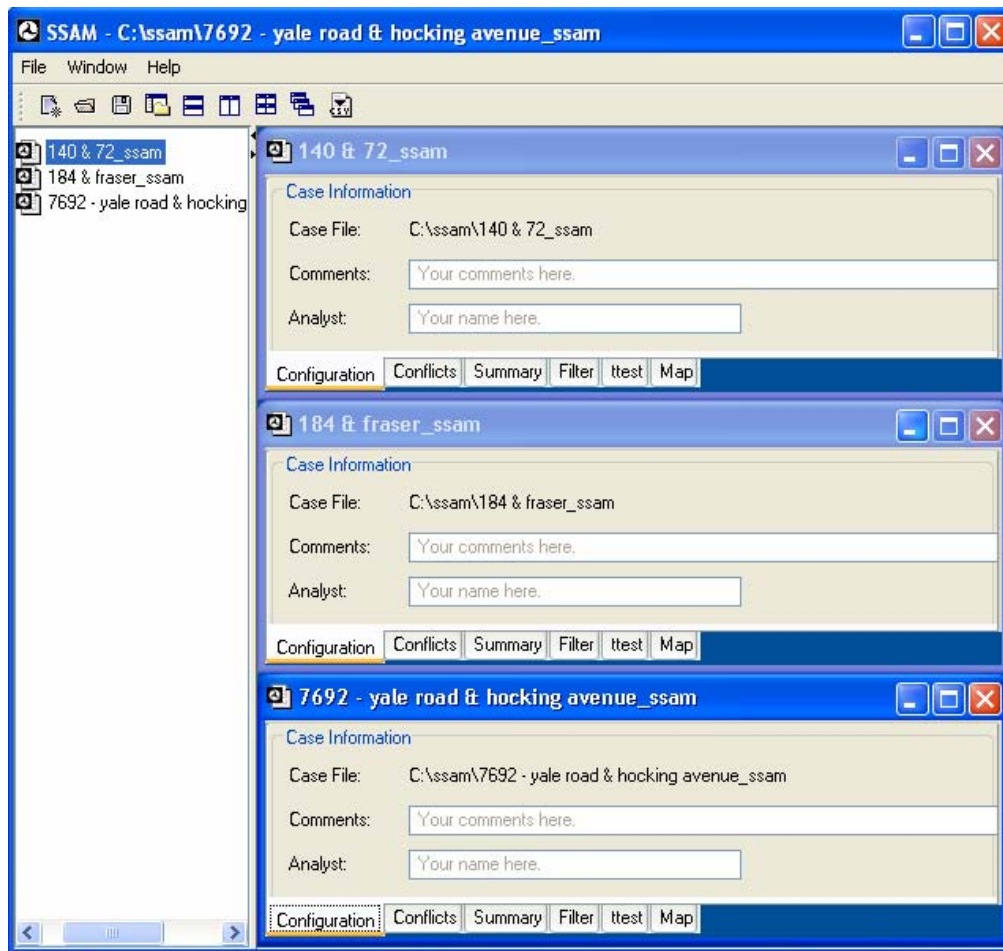 SSAM - C:\ssam\7692 - yale road & hocking avenue_ssam
File Window Help
140 & 72_ssam
184 & fraser_ssam
7692 - yale road & hocking
140 & 72_ssam
Case Information
Case File: C:\ssam\140 & 72_ssam
Comments: Your comments here.
Analyst: Your name here.
Configuration Conflicts Summary Filter ttest Map
184 & fraser_ssam
Case Information
Case File: C:\ssam\184 & fraser_ssam
Comments: Your comments here.
Analyst: Your name here.
Configuration Conflicts Summary Filter ttest Map
7692 - yale road & hocking avenue_ssam
Case Information
Case File: C:\ssam\7692 - yale road & hocking avenue_ssam
Comments: Your comments here.
Analyst: Your name here.
Configuration Conflicts Summary Filter ttest Map